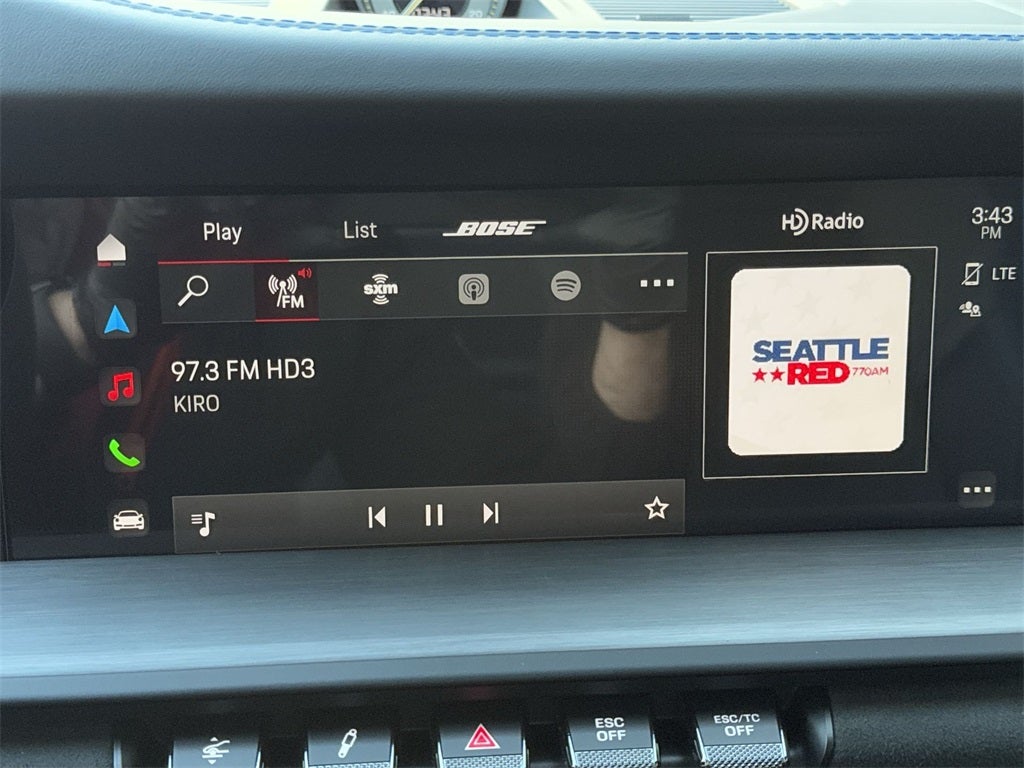 Play
List
BOSE
HD Radio
3:43
PM
FM
sxm
LTE
97.3 FM HD3
KIRO
SEATTLE
RED 770AM
ESC
OFF
ESC/TC
OFF